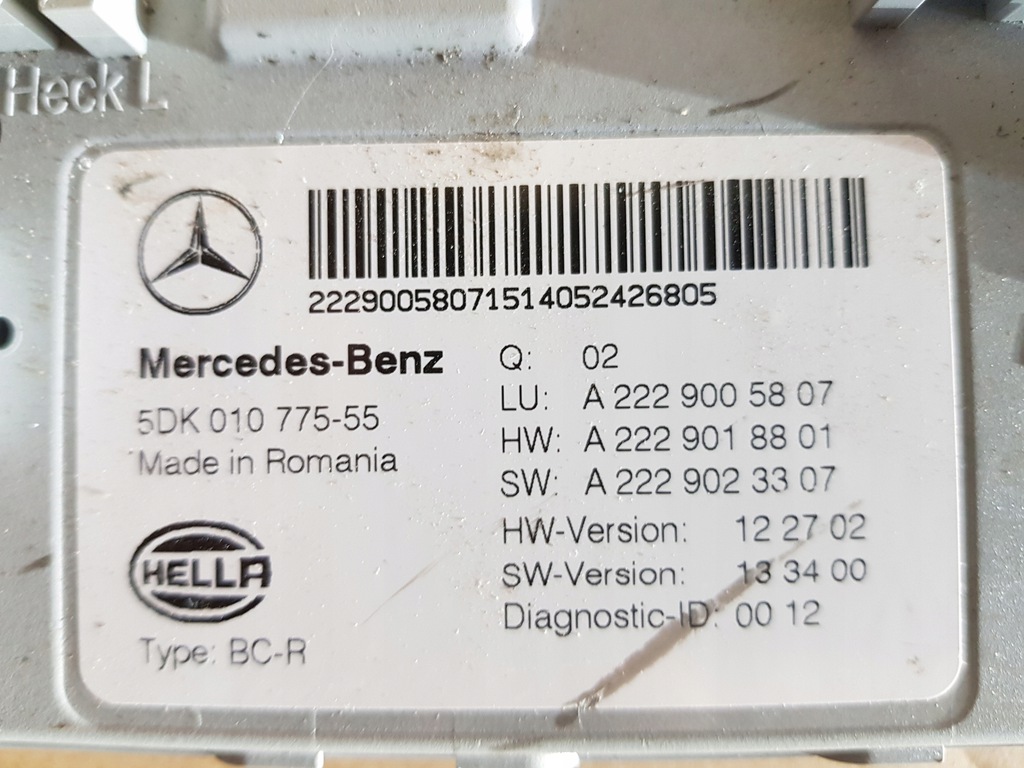 Heck L
22290058071514052426805
Mercedes-Benz
5DK 010 775-55
Made in Romania
HELLA
Type: BC-R
Q: 02
LU: A 222 900 58 07
HW: A 222 901 88 01
SW: A 222 902 33 07
HW-Version: 12 27 02
SW-Version: 13 34 00
Diagnostic-ID: 00 12